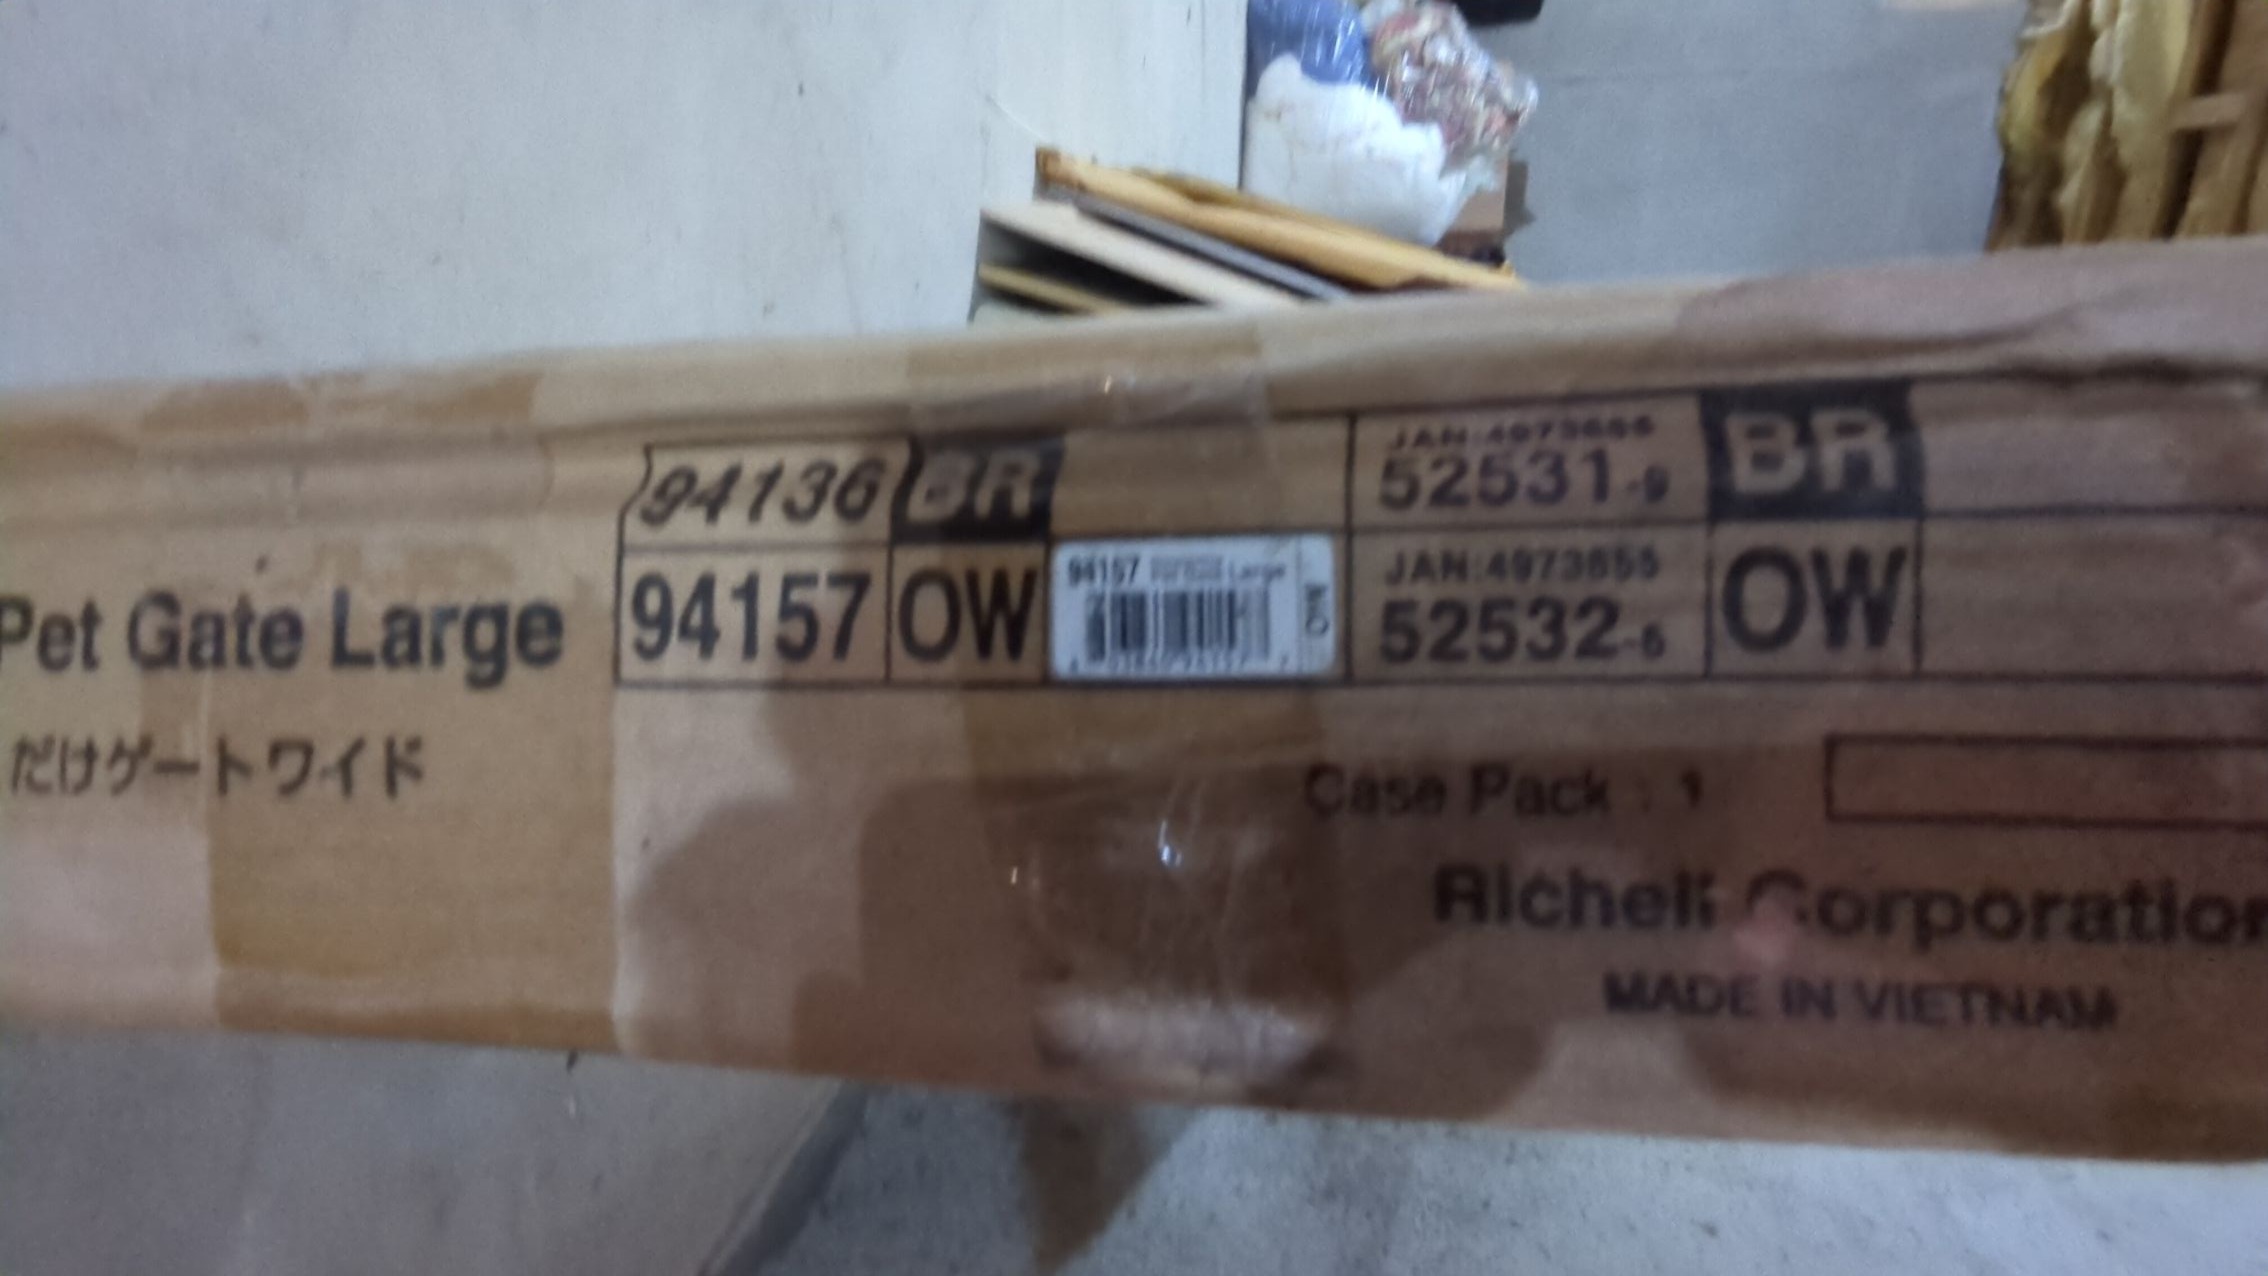 Pet Gate Large
だけゲートワイド
94136 BR
94157 OW
94157 Large
OW
JAN:4973655
52531-9 BR
JAN:4973655
52532-6 OW
Case Pack : 1
Richell Corporation
MADE IN VIETNAM